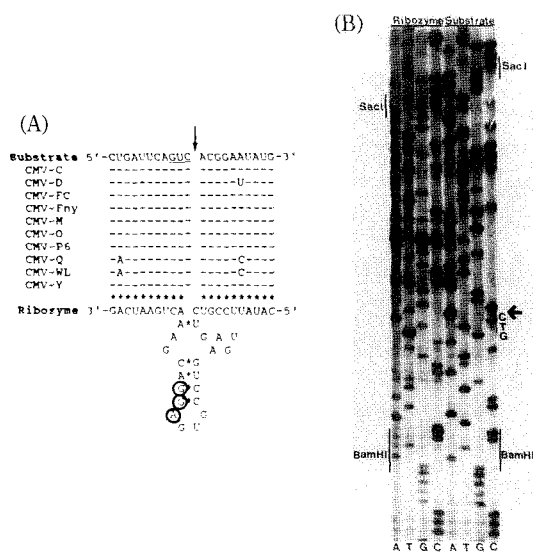 (A)
Substrate 5'-CUGAUUCAGUC ACGGAAUAUG-3'
CMV-C ----------- ----------
CMV-D ----------- -----U----
CMV-FC ----------- ----------
CMV-Fny ----------- ----------
CMV-M ----------- ----------
CMV-O ----------- ----------
CMV-P6 ----------- ----------
CMV-Q -A--------- -----C----
CMV-WL -A--------- -----C----
CMV-Y ----------- ----------
********** **********
Ribozyme 3'-GACUAAGUCA CUGCCUUAUAC-5'
A*U
A U G A U
G A G
C*G
A*U
G*C
G*C
A G
G U
(B)
Ribozyme Substrate
SacI
SacI
C
T
G
BamHI
BamHI
A T G C A T G C